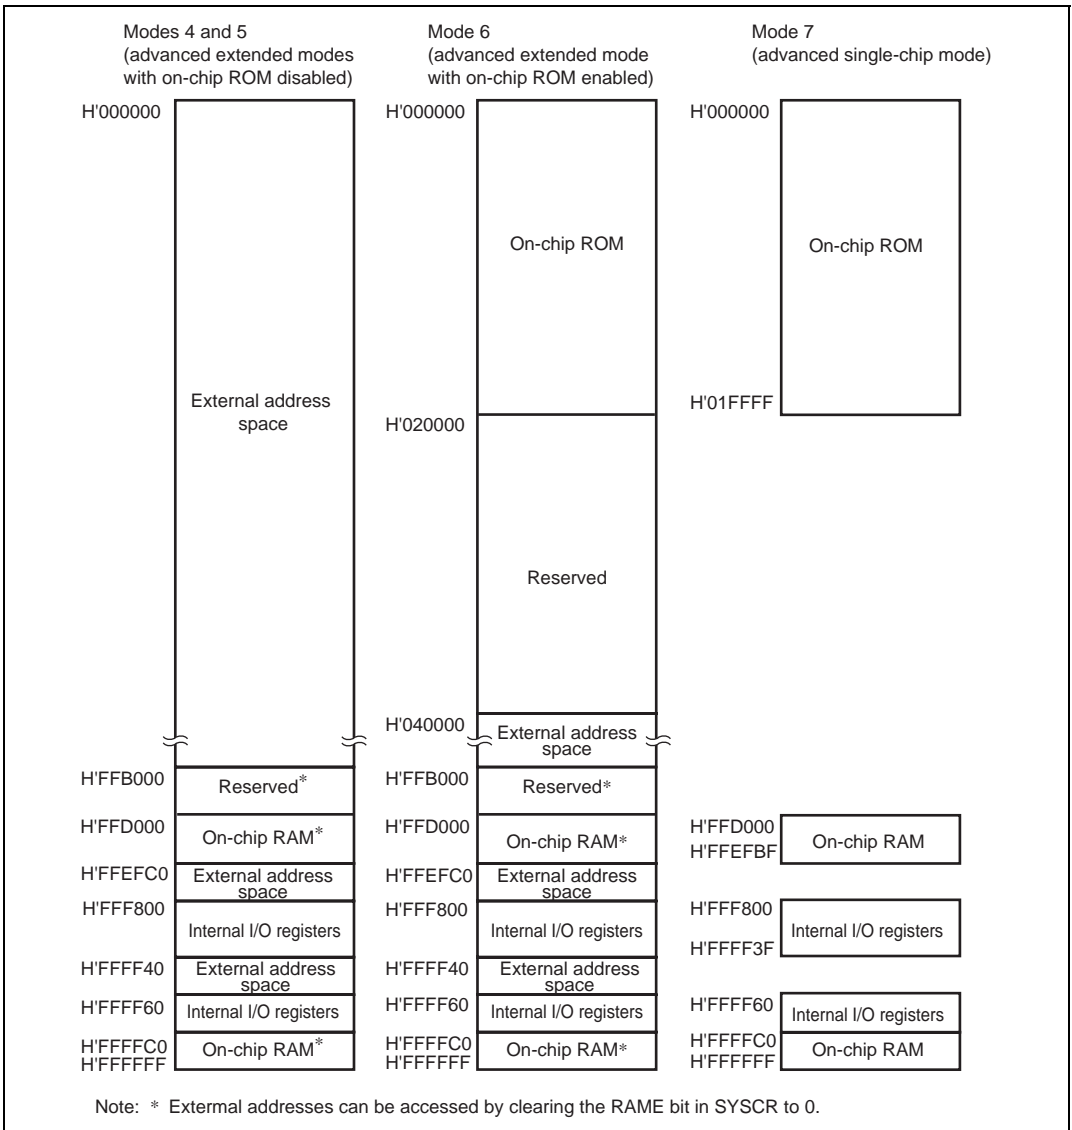 Modes 4 and 5
(advanced extended modes
with on-chip ROM disabled)
H'000000
External address
space
H'FFB000
Reserved*
H'FFD000
On-chip RAM*
H'FFEFC0
External address
space
H'FFF800
Internal I/O registers
H'FFFF40
External address
space
H'FFFF60
Internal I/O registers
H'FFFFC0
On-chip RAM*
H'FFFFFF
Mode 6
(advanced extended mode
with on-chip ROM enabled)
H'000000
On-chip ROM
H'020000
Reserved
H'040000
External address
space
H'FFB000
Reserved*
H'FFD000
On-chip RAM*
H'FFEFC0
External address
space
H'FFF800
Internal I/O registers
H'FFFF40
External address
space
H'FFFF60
Internal I/O registers
H'FFFFC0
On-chip RAM*
H'FFFFFF
Mode 7
(advanced single-chip mode)
H'000000
On-chip ROM
H'01FFFF
H'FFD000
On-chip RAM
H'FFEFBF
H'FFF800
Internal I/O registers
H'FFFF3F
H'FFFF60
Internal I/O registers
H'FFFFC0
On-chip RAM
H'FFFFFF
Note: * Extermal addresses can be accessed by clearing the RAME bit in SYSCR to 0.